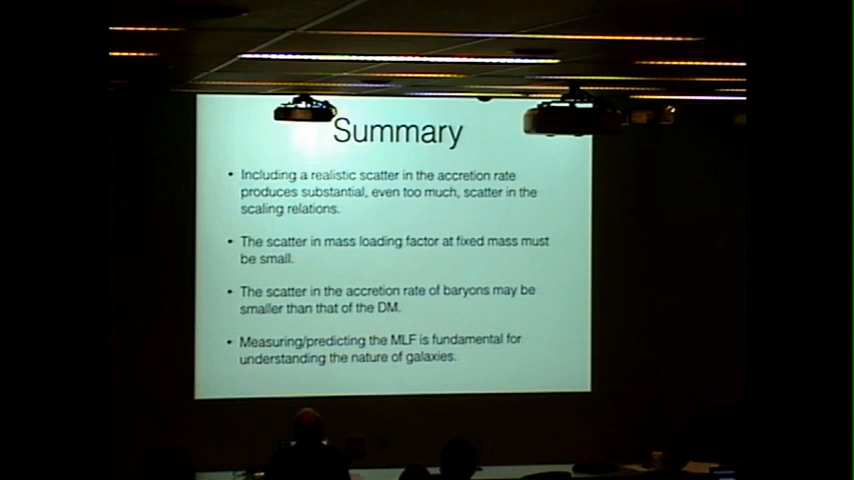 Summary
• Including a realistic scatter in the accretion rate
produces substantial, even too much, scatter in the
scaling relations.
• The scatter in mass loading factor at fixed mass must
be small.
• The scatter in the accretion rate of baryons may be
smaller than that of the DM.
• Measuring/predicting the MLF is fundamental for
understanding the nature of galaxies.